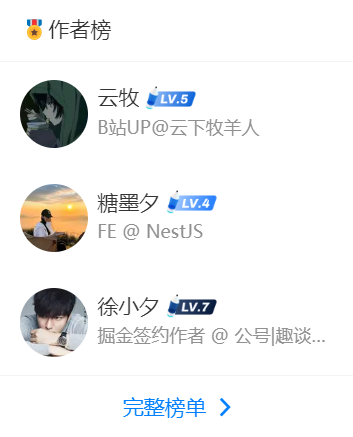 作者榜
云牧 LV.5
B站UP@云下牧羊人
糖墨夕 LV.4
FE @ NestJS
徐小夕 LV.7
掘金签约作者 @ 公号|趣谈...
完整榜单